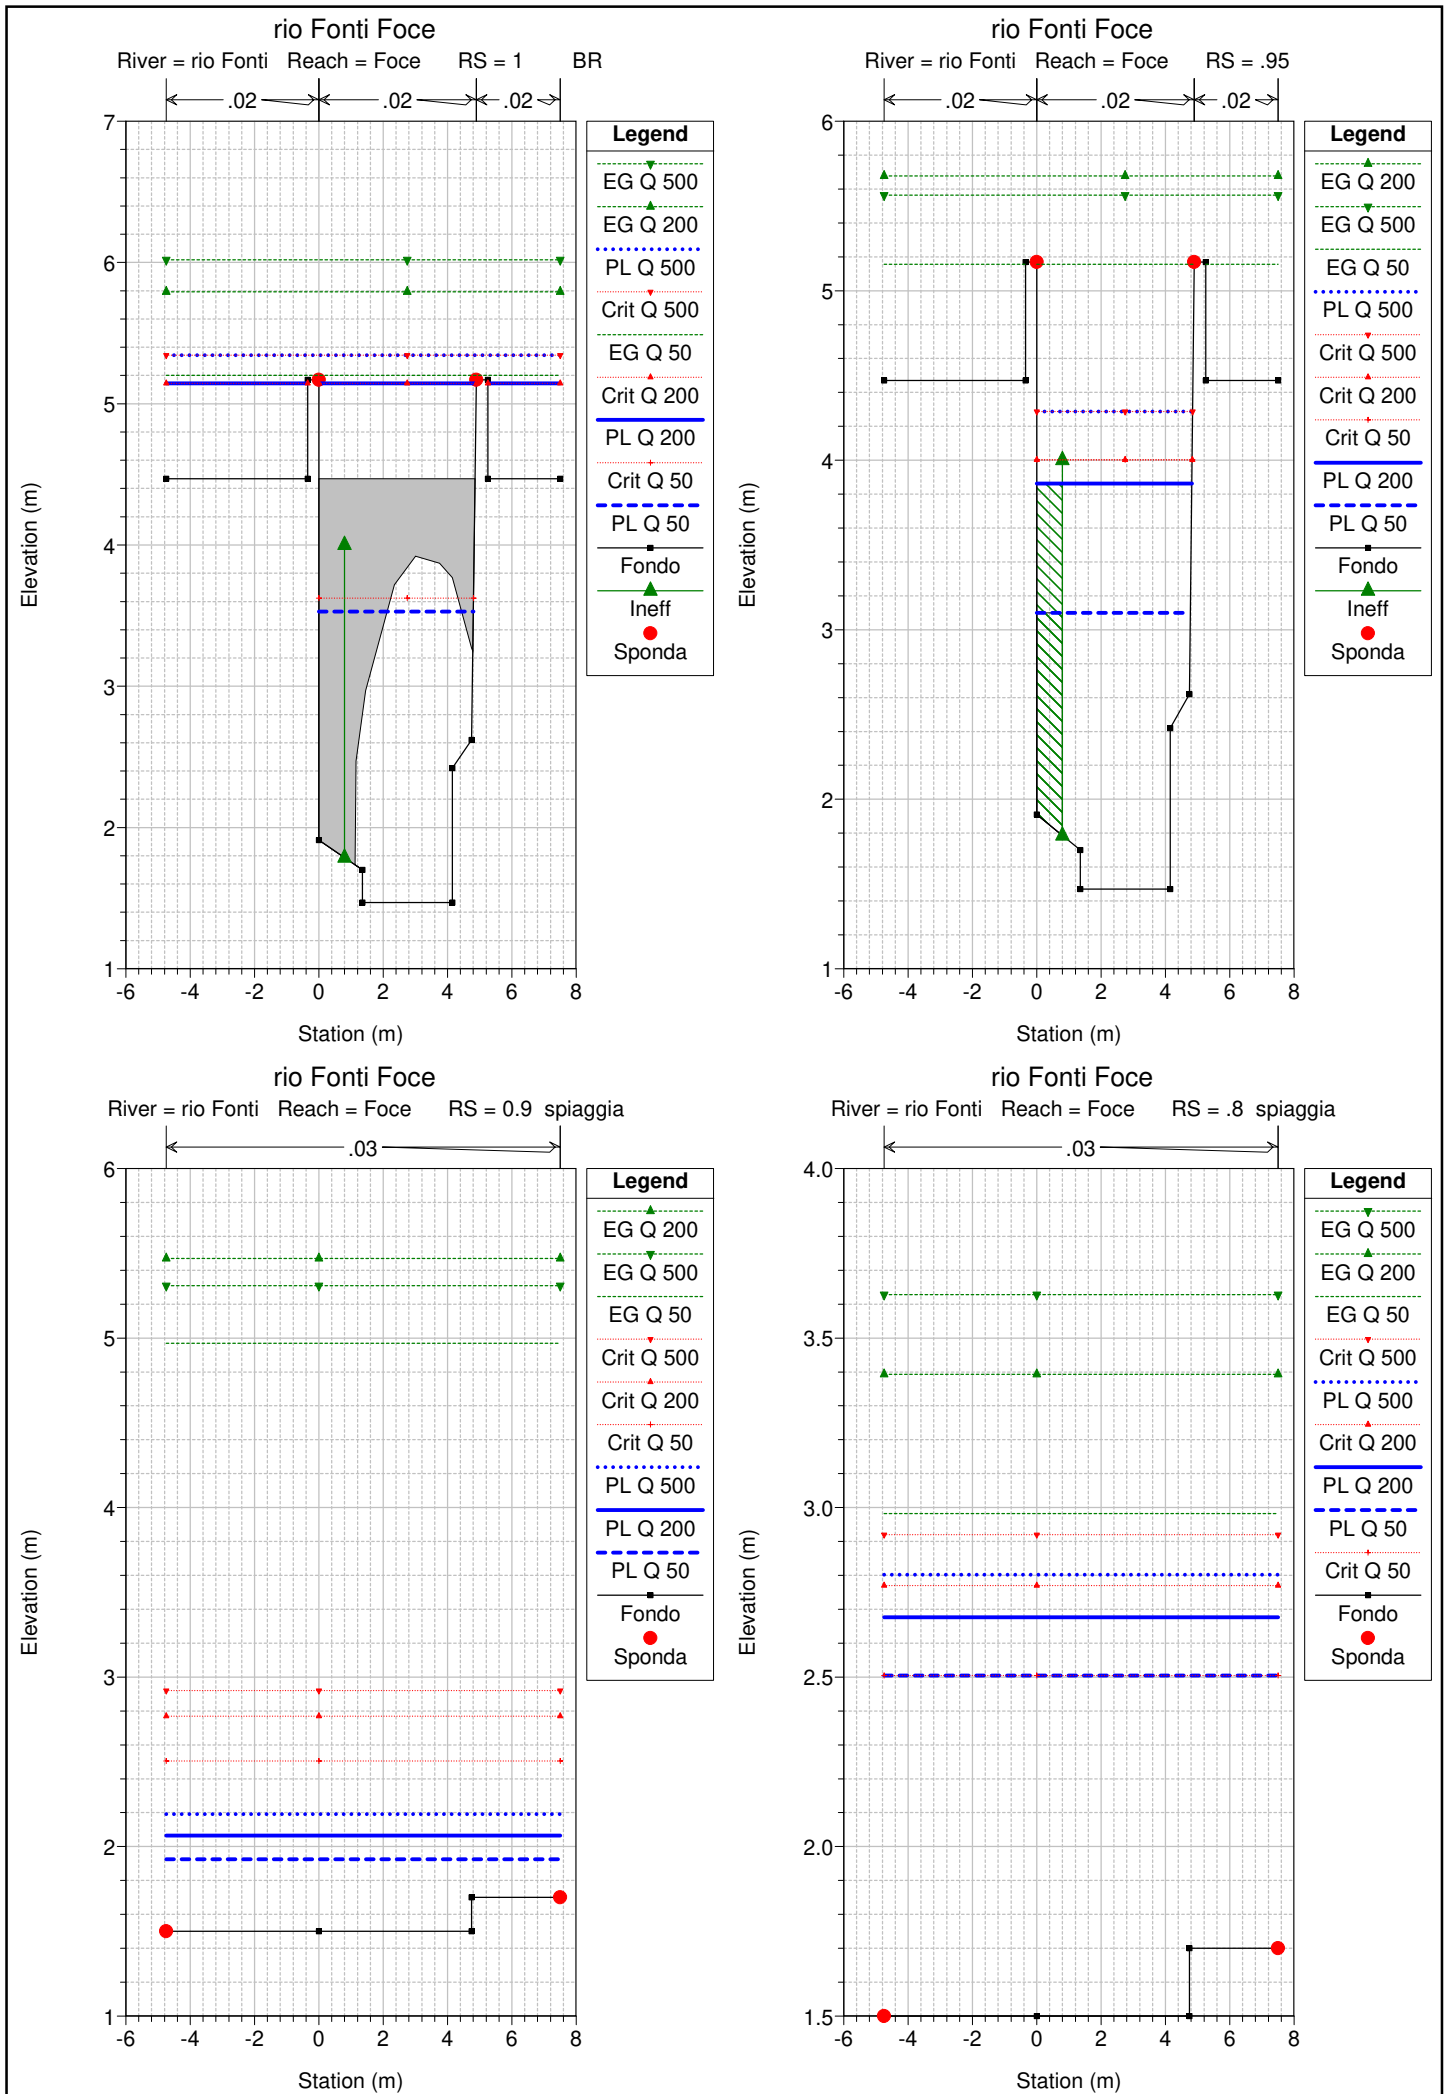 rio Fonti Foce
River = rio Fonti Reach = Foce RS = 1 BR
.02 .02 .02
7
6
5
4
3
2
1
-6 -4 -2 0 2 4 6 8
Elevation (m)
Station (m)
Legend
EG Q 500
EG Q 200
PL Q 500
Crit Q 500
EG Q 50
Crit Q 200
PL Q 200
Crit Q 50
PL Q 50
Fondo
Ineff
Sponda
rio Fonti Foce
River = rio Fonti Reach = Foce RS = .95
.02 .02 .02
6
5
4
3
2
1
-6 -4 -2 0 2 4 6 8
Elevation (m)
Station (m)
Legend
EG Q 200
EG Q 500
EG Q 50
PL Q 500
Crit Q 500
Crit Q 200
Crit Q 50
PL Q 200
PL Q 50
Fondo
Ineff
Sponda
rio Fonti Foce
River = rio Fonti Reach = Foce RS = 0.9 spiaggia
.03
6
5
4
3
2
1
-6 -4 -2 0 2 4 6 8
Elevation (m)
Station (m)
Legend
EG Q 200
EG Q 500
EG Q 50
Crit Q 500
Crit Q 200
Crit Q 50
PL Q 500
PL Q 200
PL Q 50
Fondo
Sponda
rio Fonti Foce
River = rio Fonti Reach = Foce RS = .8 spiaggia
.03
4.0
3.5
3.0
2.5
2.0
1.5
-6 -4 -2 0 2 4 6 8
Elevation (m)
Station (m)
Legend
EG Q 500
EG Q 200
EG Q 50
Crit Q 500
PL Q 500
Crit Q 200
PL Q 200
PL Q 50
Crit Q 50
Fondo
Sponda